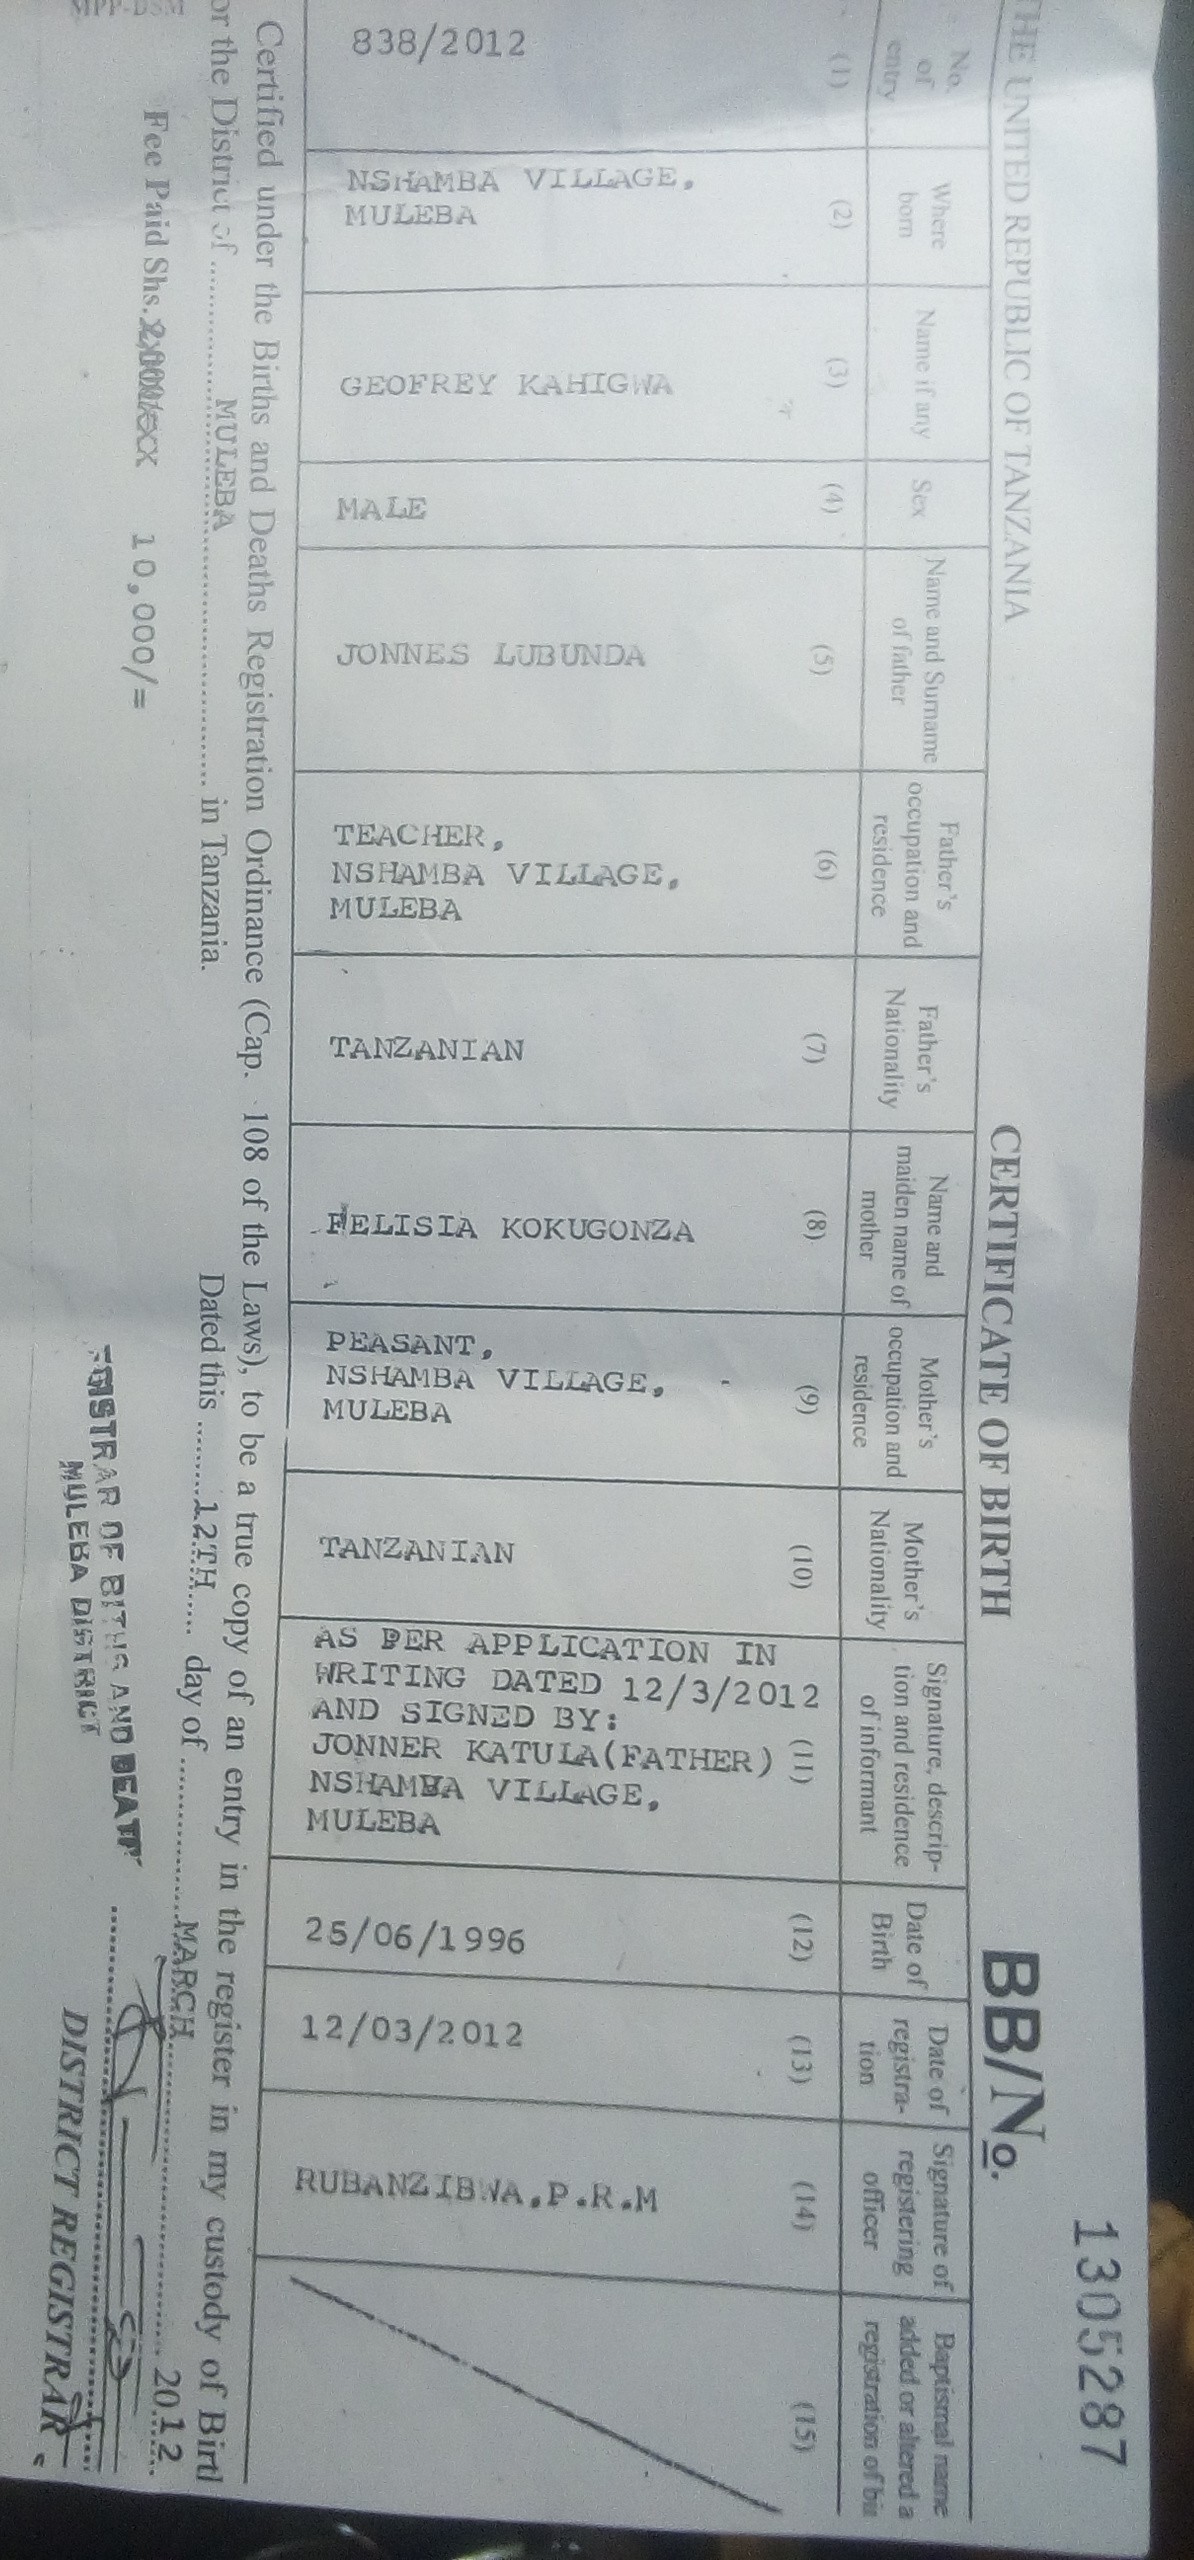 1305287
THE UNITED REPUBLIC OF TANZANIA
CERTIFICATE OF BIRTH
BB/No.
No.
of
entry
(1)
Where
born
(2)
Name if any
(3)
Sex
(4)
Name and Surname
of father
(5)
Father's
occupation and
residence
(6)
Father's
Nationality
(7)
Name and
maiden name of
mother
(8)
Mother's
occupation and
residence
(9)
Mother's
Nationality
(10)
Signature, descrip-
tion and residence
of informant
(11)
Date of
Birth
(12)
Date of
registra-
tion
(13)
Signature of
registering
officer
(14)
Baptismal name
added or altered a
registration of bir
(15)
838/2012
NSHAMBA VILLAGE,
MULEBA
GEOFREY KAHIGWA
MALE
JONNES LUBUNDA
TEACHER,
NSHAMBA VILLAGE,
MULEBA
TANZANIAN
FELISIA KOKUGONZA
PEASANT,
NSHAMBA VILLAGE,
MULEBA
TANZANIAN
AS PER APPLICATION IN
WRITING DATED 12/3/2012
AND SIGNED BY:
JONNER KATULA(FATHER)
NSHAMBA VILLAGE,
MULEBA
25/06/1996
12/03/2012
RUBANZIBWA.P.R.M
Certified under the Births and Deaths Registration Ordinance (Cap. 108 of the Laws), to be a true copy of an entry in the register in my custody of Birt
or the District of MULEBA in Tanzania. Dated this 12TH day of MARCH 2012.
Fee Paid Shs. 10,000/=
REGISTRAR OF BITHS AND DEATH
MULEBA DISTRICT
DISTRICT REGISTRAR
MPP-DSM